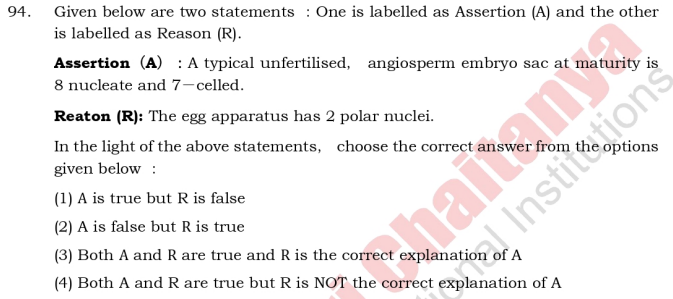 94. Given below are two statements : One is labelled as Assertion (A) and the other
is labelled as Reason (R).
Assertion (A) : A typical unfertilised, angiosperm embryo sac at maturity is
8 nucleate and 7−celled.
Reaton (R): The egg apparatus has 2 polar nuclei.
In the light of the above statements, choose the correct answer from the options
given below :
(1) A is true but R is false
(2) A is false but R is true
(3) Both A and R are true and R is the correct explanation of A
(4) Both A and R are true but R is NOT the correct explanation of A
Chaitanya
Institutions